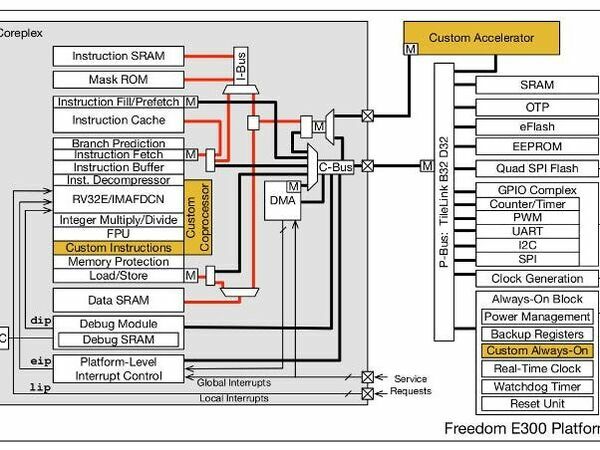 Coreplex
Custom Accelerator
M
Instruction SRAM
Mask ROM
I-Bus
Instruction Fill/Prefetch M
Instruction Cache
Branch Prediction
Instruction Fetch M
Instruction Buffer
Inst. Decompressor
RV32E/IMAFDCN
Integer Multiply/Divide
FPU
Custom Instructions
Memory Protection
Load/Store M
Custom
Coprocessor
Data SRAM
dip
Debug Module
Debug SRAM
C
eip
Platform-Level
Interrupt Control
lip
M
C-Bus
M
DMA
Global Interrupts
Local Interrupts
Service
Requests
M
P-Bus: TileLink B32 D32
SRAM
OTP
eFlash
EEPROM
Quad SPI Flash
GPIO Complex
Counter/Timer
PWM
UART
I2C
SPI
Clock Generation
Always-On Block
Power Management
Backup Registers
Custom Always-On
Real-Time Clock
Watchdog Timer
Reset Unit
Freedom E300 Platfor